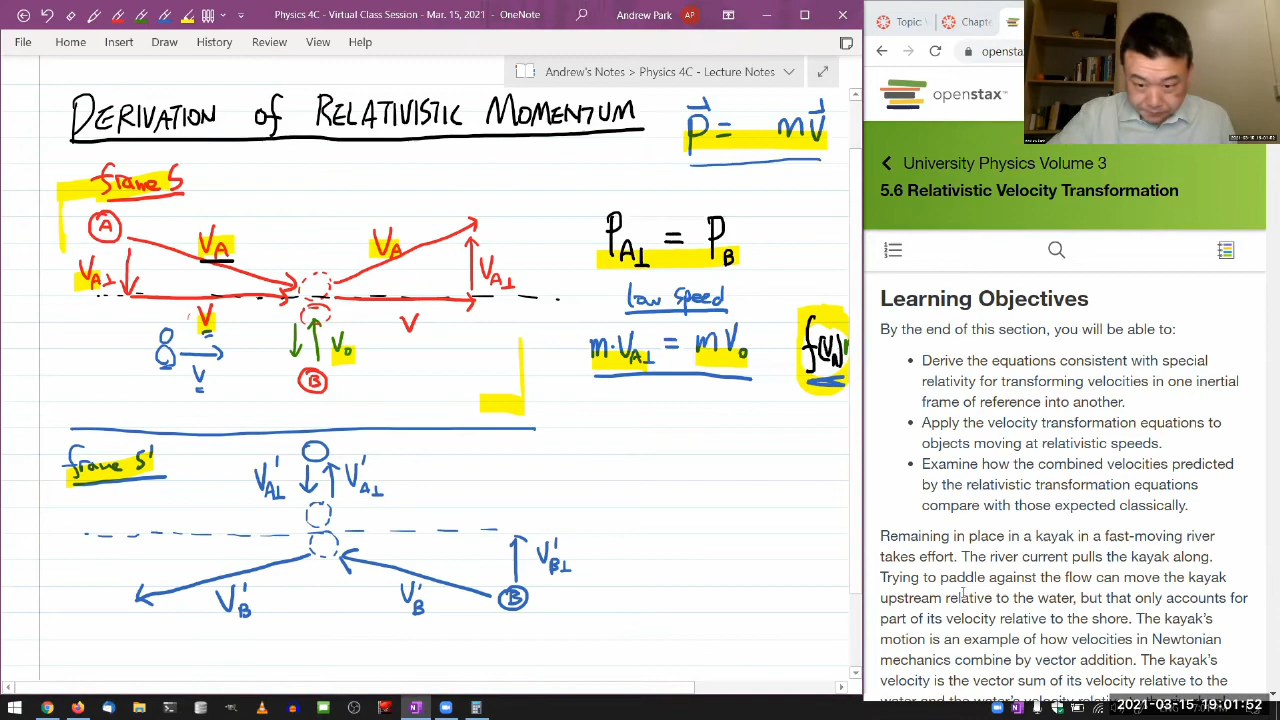 Physics 4C - Virtual Class Session - Mar. 15, 2021 - OneNote
Andrew Park
AP
File Home Insert Draw History Review View Help
Andrew's Notes > Physics 4C - Lecture Notes
DERIVATION of RELATIVISTIC MOMENTUM
p = mv
frame S
A
VA
VA
VA⊥
VA⊥
V
V
V0
V
B
PA⊥ = PB
low speed
m·VA⊥ = mV0
frame S'
V'A⊥
V'A⊥
V'B⊥
V'B
V'B
B
Topic:
Chapte
opensta
openstax
University Physics Volume 3
5.6 Relativistic Velocity Transformation
Learning Objectives
By the end of this section, you will be able to:
• Derive the equations consistent with special
relativity for transforming velocities in one inertial
frame of reference into another.
• Apply the velocity transformation equations to
objects moving at relativistic speeds.
• Examine how the combined velocities predicted
by the relativistic transformation equations
compare with those expected classically.
Remaining in place in a kayak in a fast-moving river
takes effort. The river current pulls the kayak along.
Trying to paddle against the flow can move the kayak
upstream relative to the water, but that only accounts for
part of its velocity relative to the shore. The kayak's
motion is an example of how velocities in Newtonian
mechanics combine by vector addition. The kayak's
velocity is the vector sum of its velocity relative to the
2021-03-15 19:01:52
2021-03-15 19:01:52